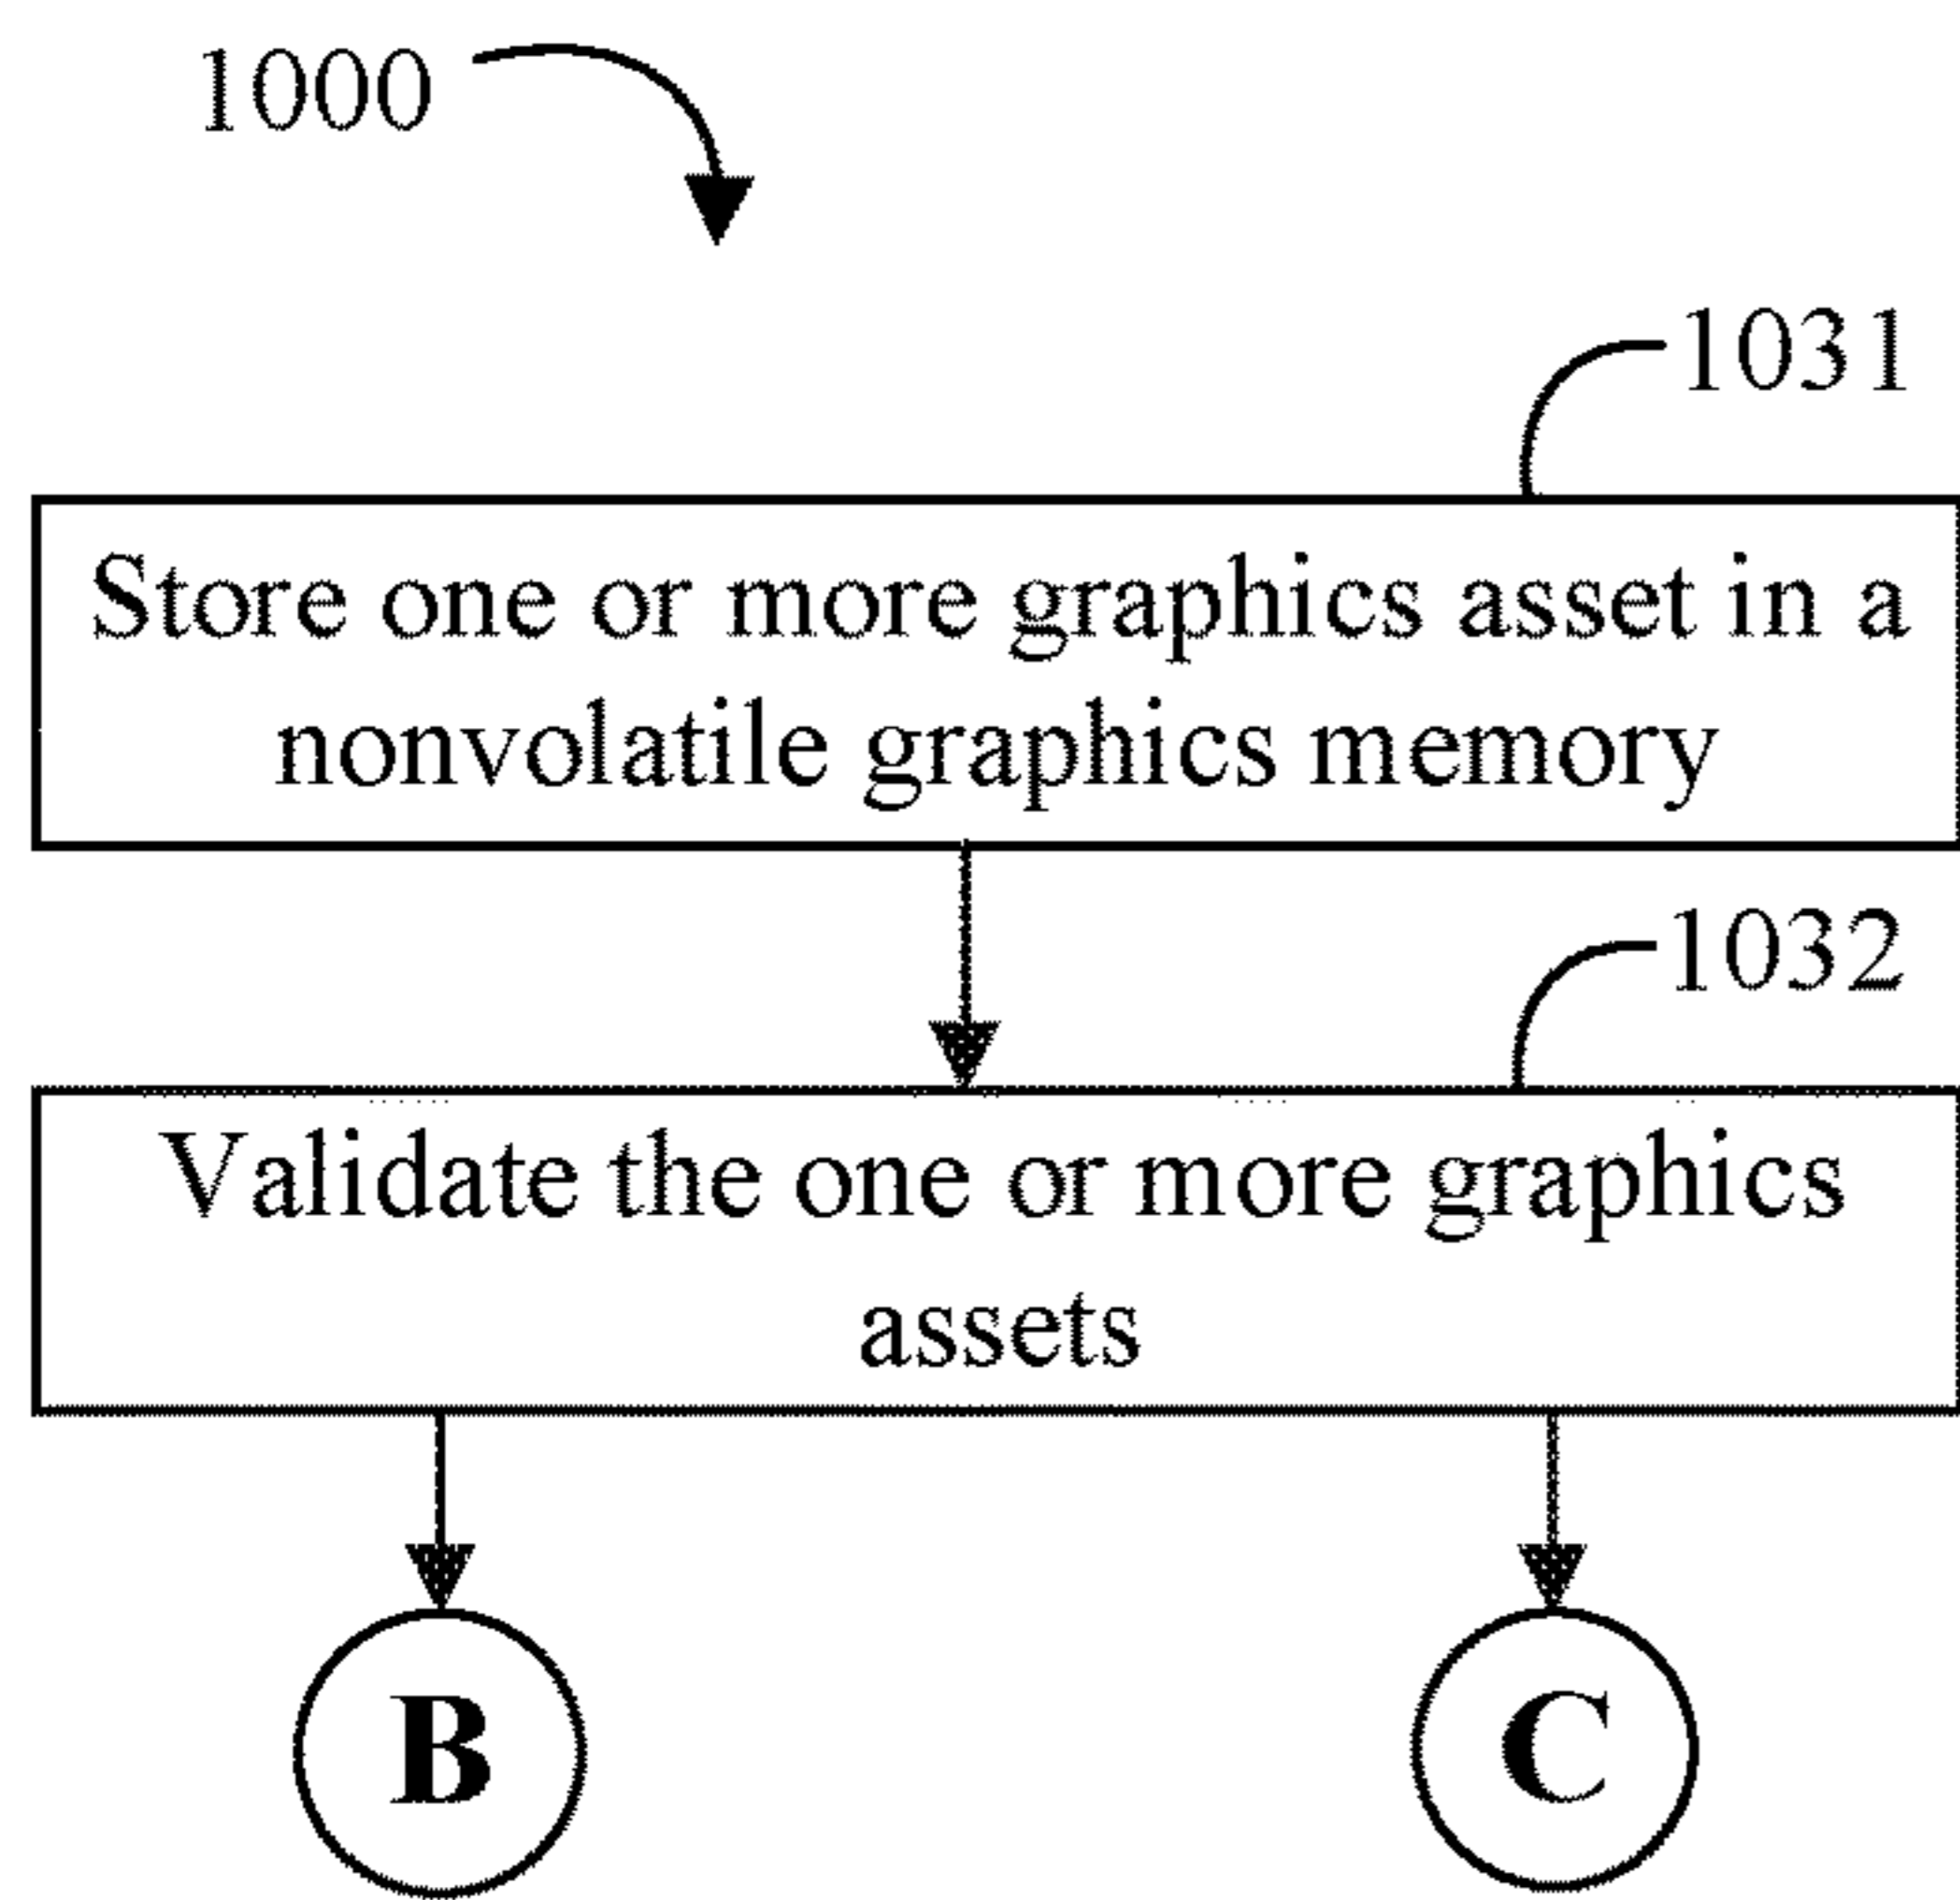 1000
1031
Store one or more graphics asset in a
nonvolatile graphics memory
1032
Validate the one or more graphics
assets
B
C